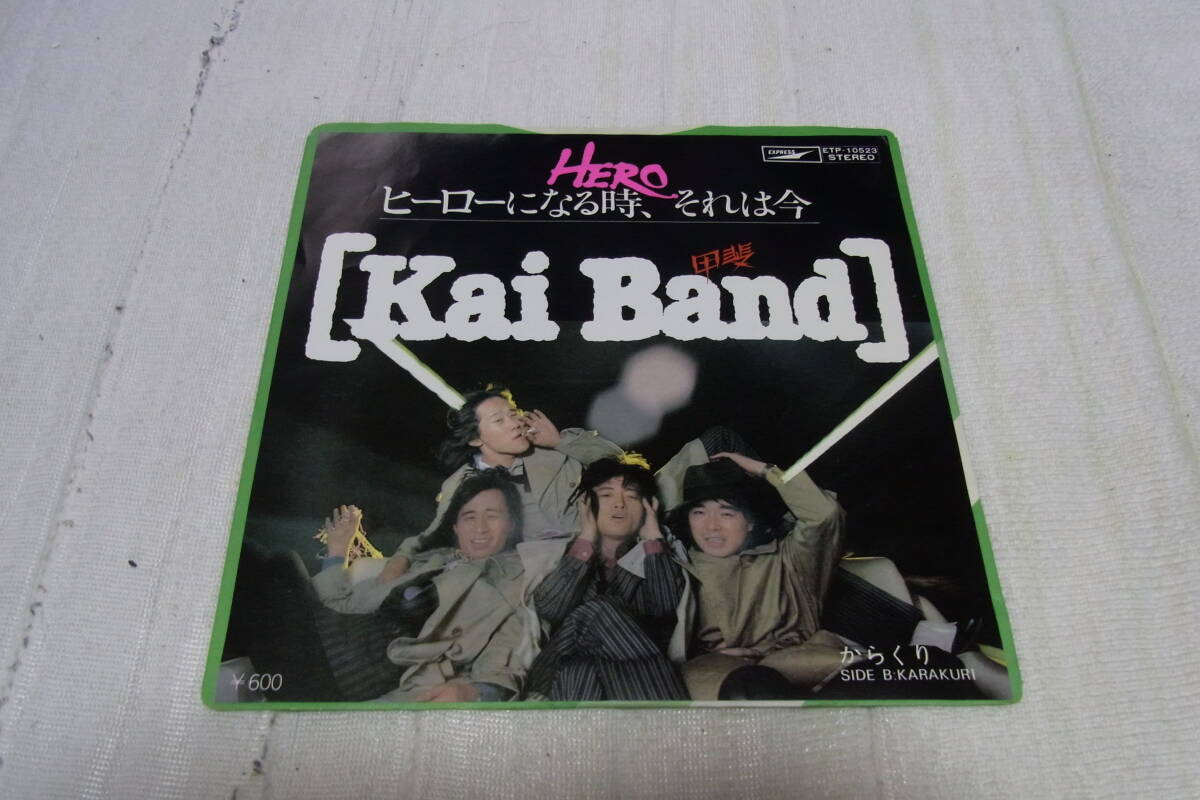 EXPRESS ETP-10523
STEREO
HERO
ヒーローになる時、それは今
甲斐
[Kai Band]
からくり
SIDE B:KARAKURI
¥600